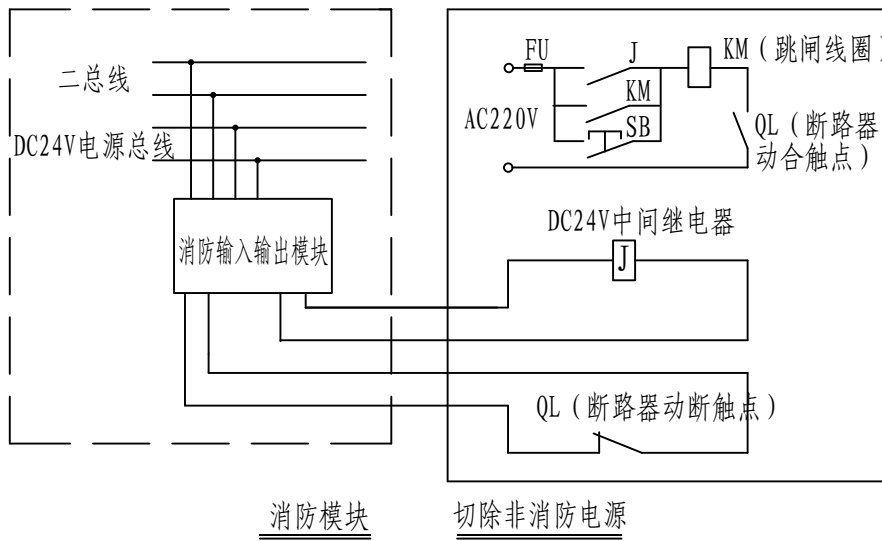 二总线
DC24V电源总线
消防输入输出模块
FU
J
KM（跳闸线圈）
KM
AC220V
SB
QL（断路器
动合触点）
DC24V中间继电器
J
QL（断路器动断触点）
消防模块
切除非消防电源